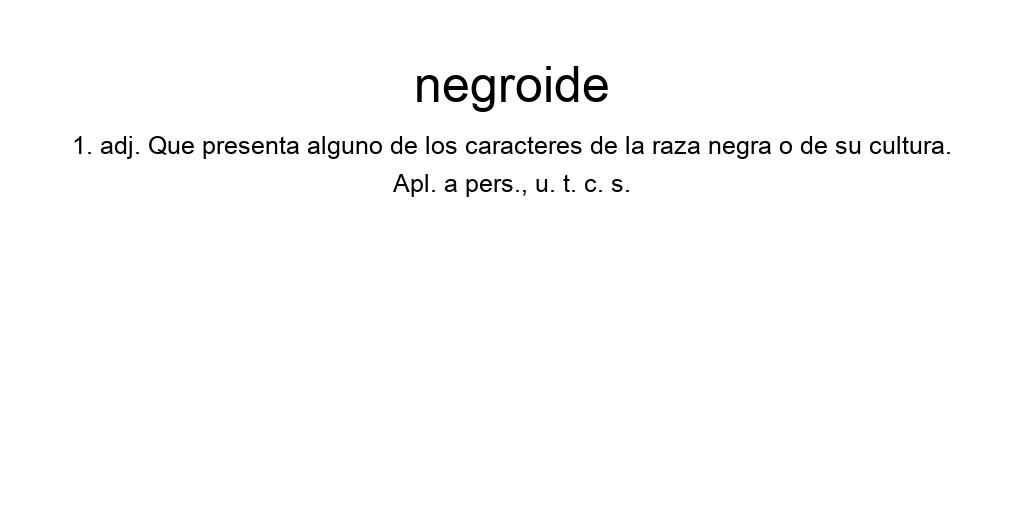 negroide
1. adj. Que presenta alguno de los caracteres de la raza negra o de su cultura.
Apl. a pers., u. t. c. s.